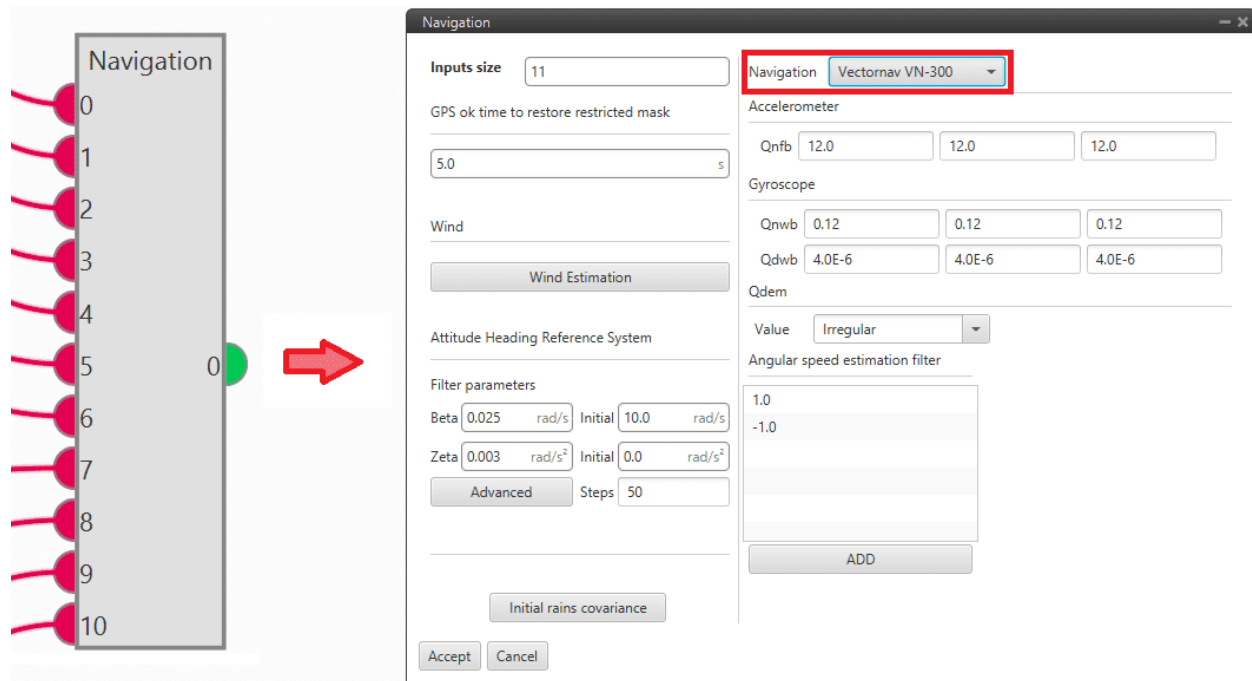 Navigation
0
1
2
3
4
5
6
7
8
9
10
0
Navigation
Inputs size 11
GPS ok time to restore restricted mask
5.0 s
Wind
Wind Estimation
Attitude Heading Reference System
Filter parameters
Beta 0.025 rad/s Initial 10.0 rad/s
Zeta 0.003 rad/s² Initial 0.0 rad/s²
Advanced Steps 50
Initial rains covariance
Accept Cancel
Navigation Vectornav VN-300
Accelerometer
Qnfb 12.0 12.0 12.0
Gyroscope
Qnwb 0.12 0.12 0.12
Qdwb 4.0E-6 4.0E-6 4.0E-6
Qdem
Value Irregular
Angular speed estimation filter
1.0
-1.0
ADD